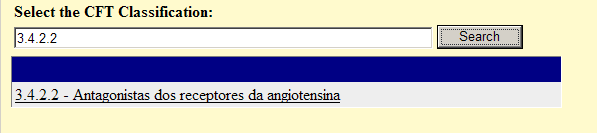 Select the CFT Classification:
3.4.2.2 Search
3.4.2.2 - Antagonistas dos receptores da angiotensina